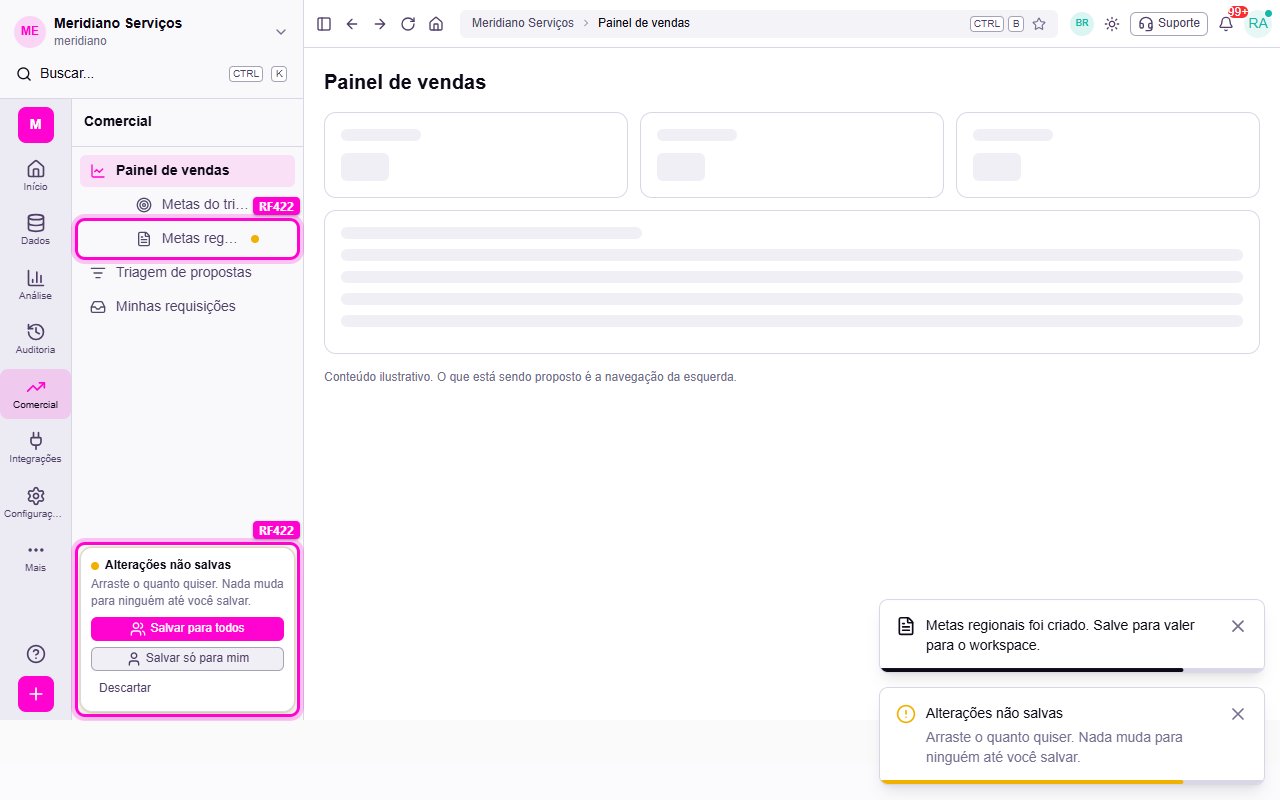 ME
Meridiano Serviços
meridiano
Buscar...
CTRL
K
M
Início
Dados
Análise
Auditoria
Comercial
Integrações
Configuraç...
Mais
Comercial
Painel de vendas
Metas do tri...
RF422
Metas reg...
Triagem de propostas
Minhas requisições
RF422
Alterações não salvas
Arraste o quanto quiser. Nada muda
para ninguém até você salvar.
Salvar para todos
Salvar só para mim
Descartar
Meridiano Serviços
Painel de vendas
CTRL
B
BR
Suporte
99+
RA
Painel de vendas
Conteúdo ilustrativo. O que está sendo proposto é a navegação da esquerda.
Metas regionais foi criado. Salve para valer
para o workspace.
Alterações não salvas
Arraste o quanto quiser. Nada muda para
ninguém até você salvar.